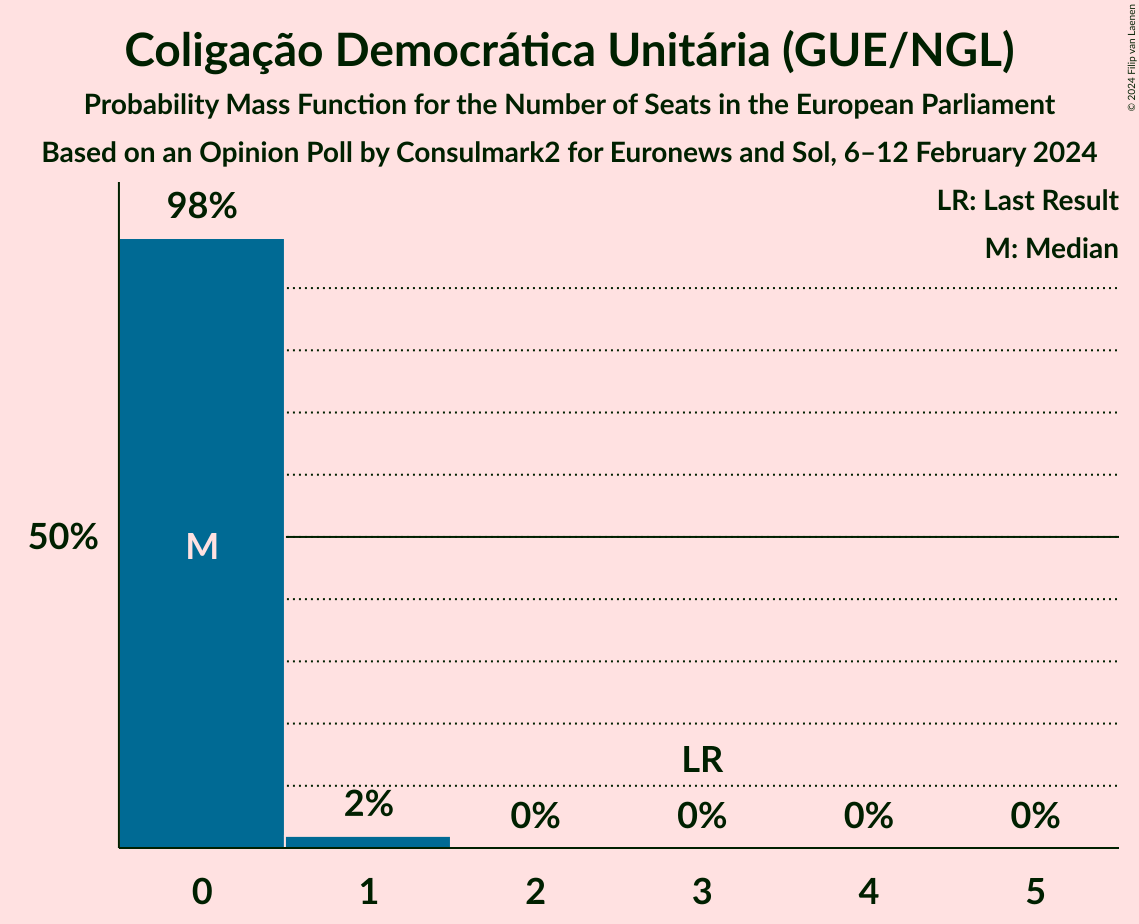 Coligação Democrática Unitária (GUE/NGL)
Probability Mass Function for the Number of Seats in the European Parliament
Based on an Opinion Poll by Consulmark2 for Euronews and Sol, 6–12 February 2024
© 2024 Filip van Laenen
LR: Last Result
M: Median
98%
50%
M
LR
2%
0%
0%
0%
0%
0
1
2
3
4
5